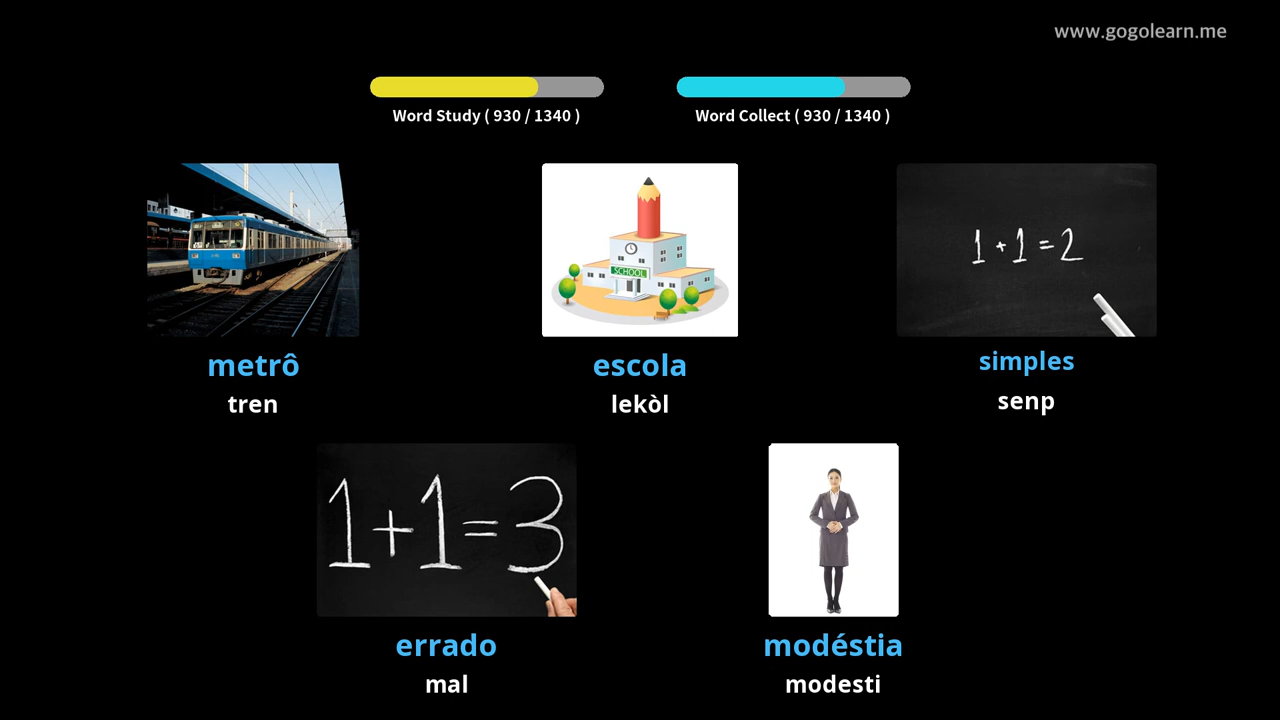 www.gogolearn.me
Word Study ( 930 / 1340 )
Word Collect ( 930 / 1340 )
SCHOOL
1 + 1 = 2
metrô
tren
escola
lekòl
simples
senp
1+1=3
errado
mal
modéstia
modesti